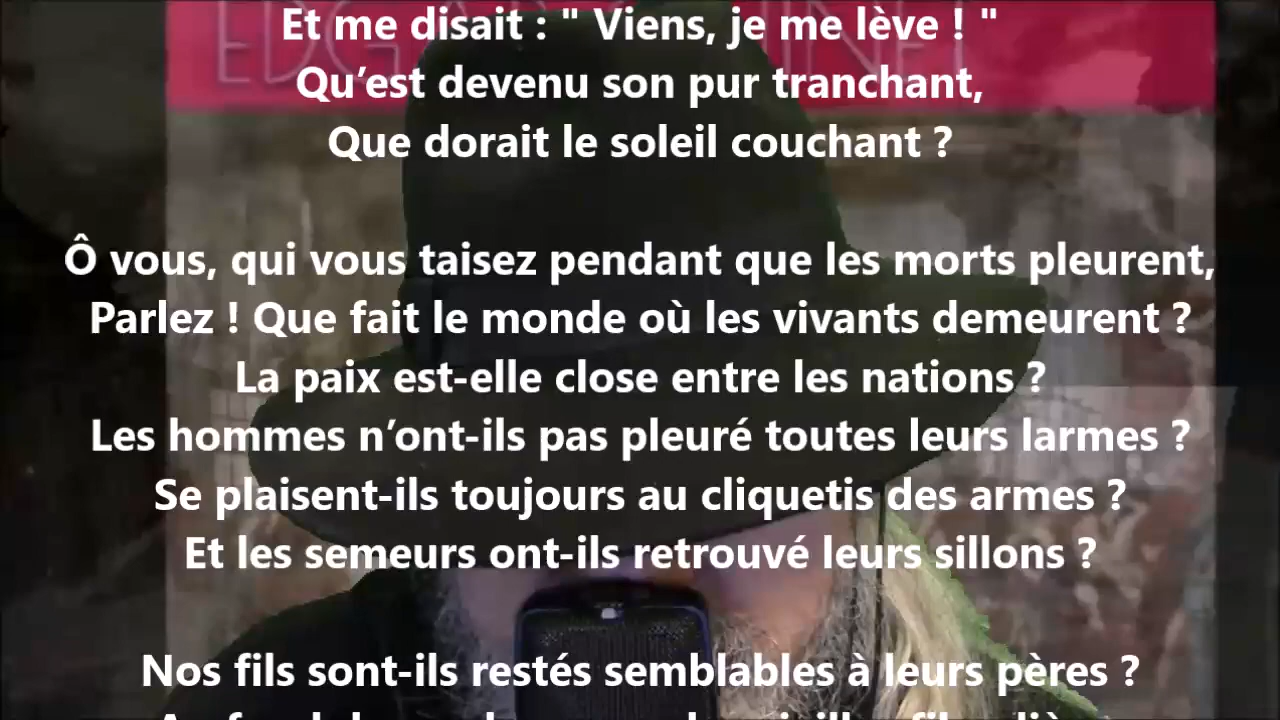 EDG
INE
Et me disait : " Viens, je me lève ! "
Qu’est devenu son pur tranchant,
Que dorait le soleil couchant ?
Ô vous, qui vous taisez pendant que les morts pleurent,
Parlez ! Que fait le monde où les vivants demeurent ?
La paix est-elle close entre les nations ?
Les hommes n’ont-ils pas pleuré toutes leurs larmes ?
Se plaisent-ils toujours au cliquetis des armes ?
Et les semeurs ont-ils retrouvé leurs sillons ?
Nos fils sont-ils restés semblables à leurs pères ?